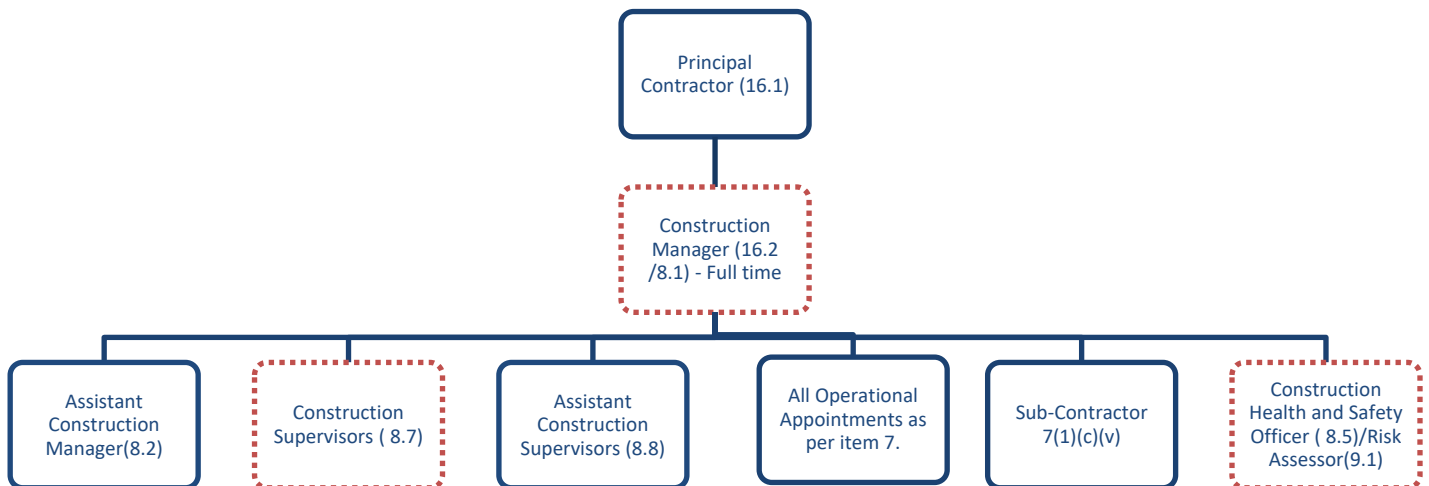 Principal
Contractor (16.1)
Construction
Manager (16.2
/8.1) - Full time
Assistant
Construction
Manager(8.2)
Construction
Supervisors ( 8.7)
Assistant
Construction
Supervisors (8.8)
All Operational
Appointments as
per item 7.
Sub-Contractor
7(1)(c)(v)
Construction
Health and Safety
Officer ( 8.5)/Risk
Assessor(9.1)